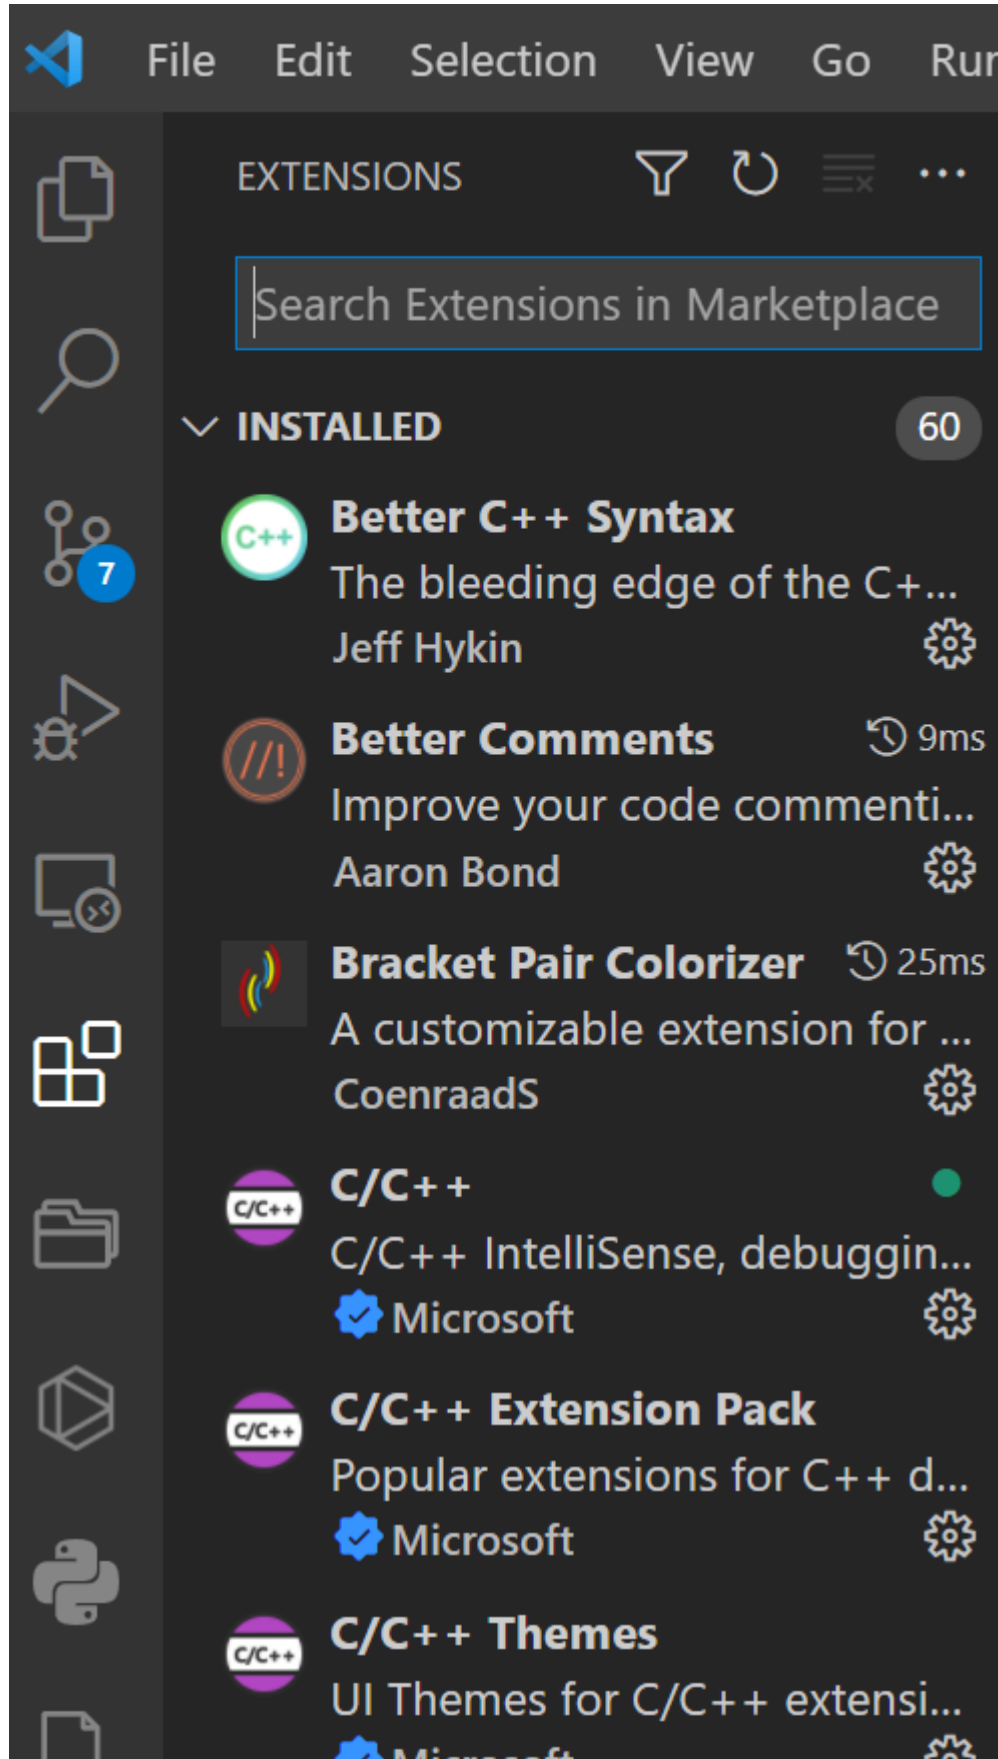 File Edit Selection View Go Run
EXTENSIONS
Search Extensions in Marketplace
INSTALLED 60
C++ Better C++ Syntax
The bleeding edge of the C+...
Jeff Hykin
7
//! Better Comments 9ms
Improve your code commenti...
Aaron Bond
Bracket Pair Colorizer 25ms
A customizable extension for ...
CoenraadS
C/C++ C/C++
C/C++ IntelliSense, debuggin...
Microsoft
C/C++ C/C++ Extension Pack
Popular extensions for C++ d...
Microsoft
C/C++ C/C++ Themes
UI Themes for C/C++ extensi...
Microsoft